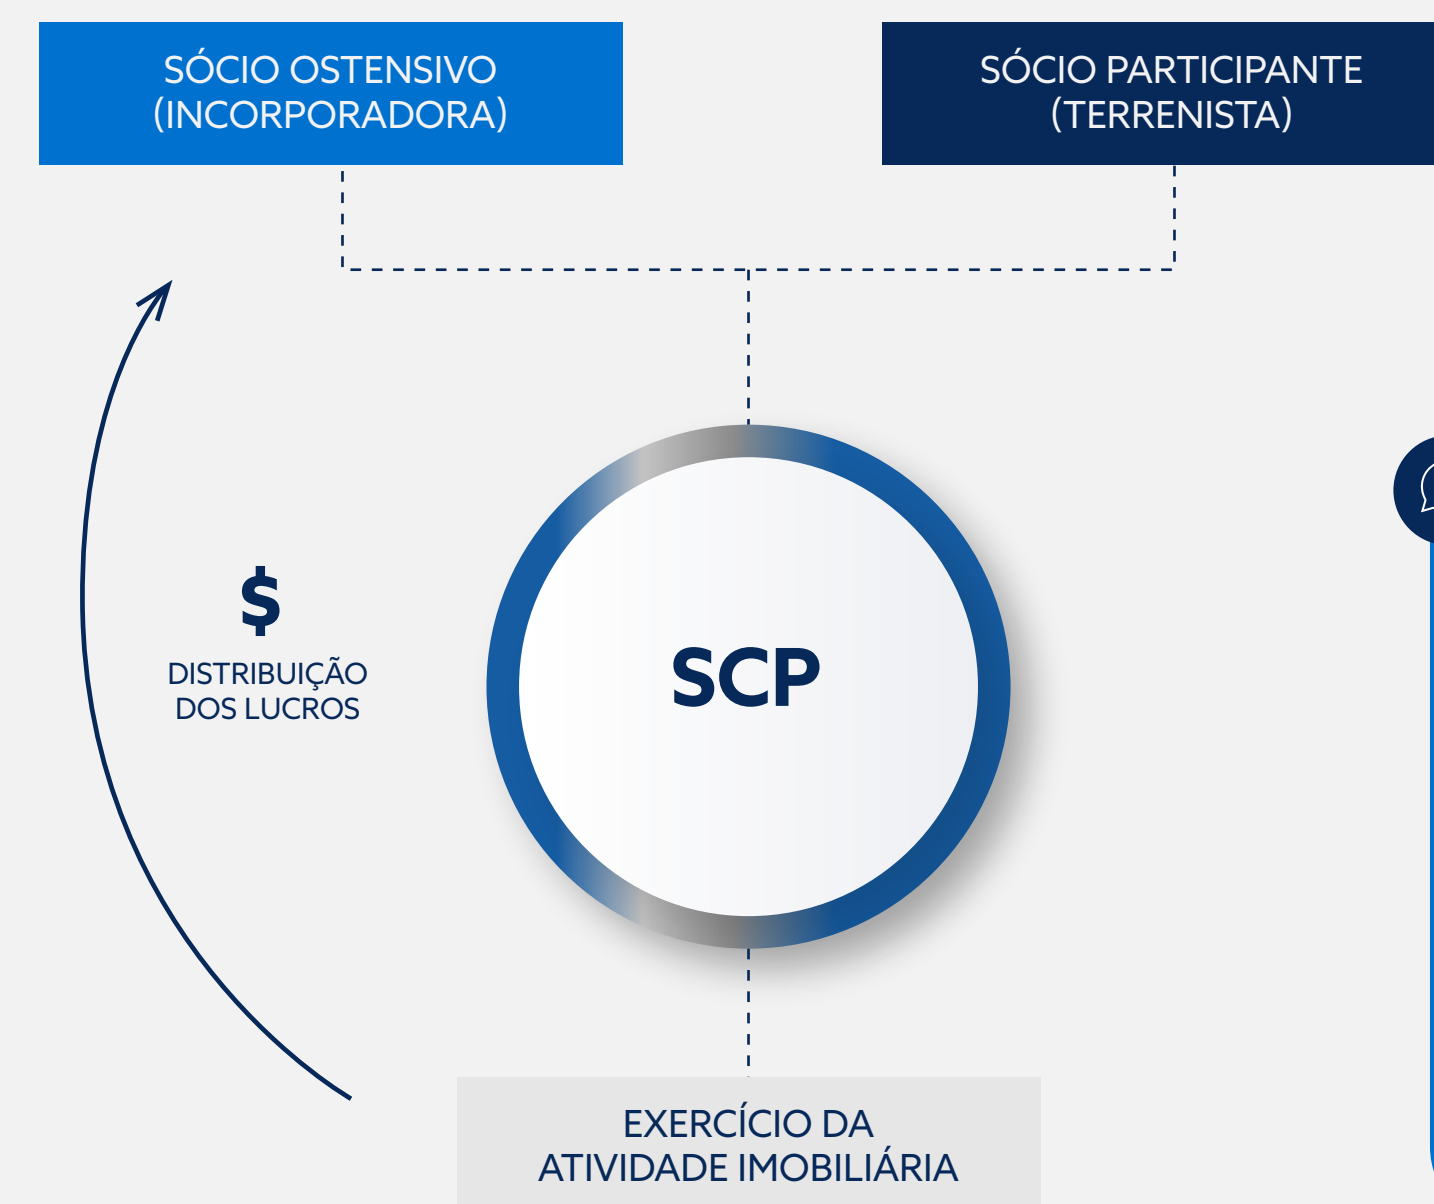 SÓCIO OSTENSIVO
(INCORPORADORA)
SÓCIO PARTICIPANTE
(TERRENISTA)
$
DISTRIBUIÇÃO
DOS LUCROS
SCP
EXERCÍCIO DA
ATIVIDADE IMOBILIÁRIA